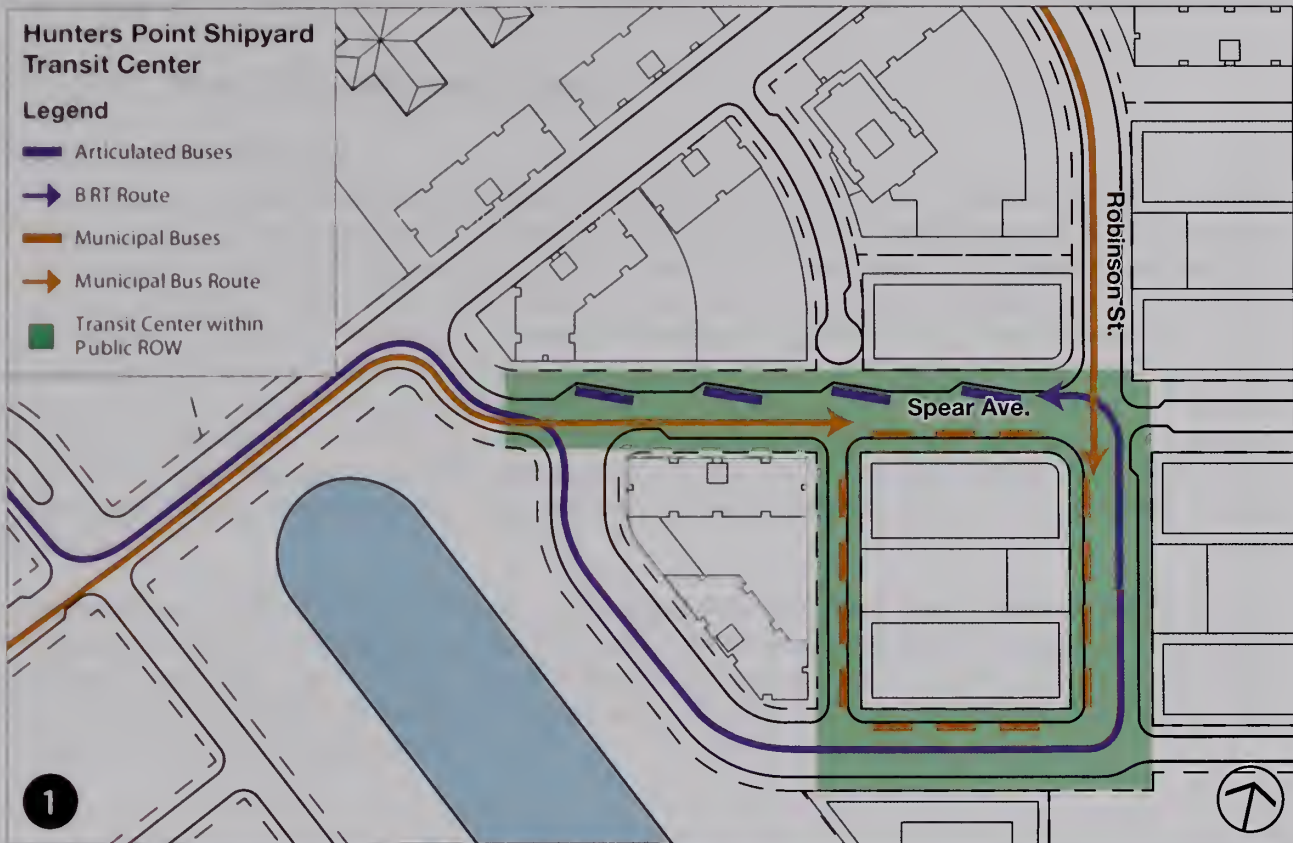 Hunters Point Shipyard
Transit Center
Legend
Articulated Buses
BRT Route
Municipal Buses
Municipal Bus Route
Transit Center within
Public ROW
Robinson St.
Spear Ave.
1